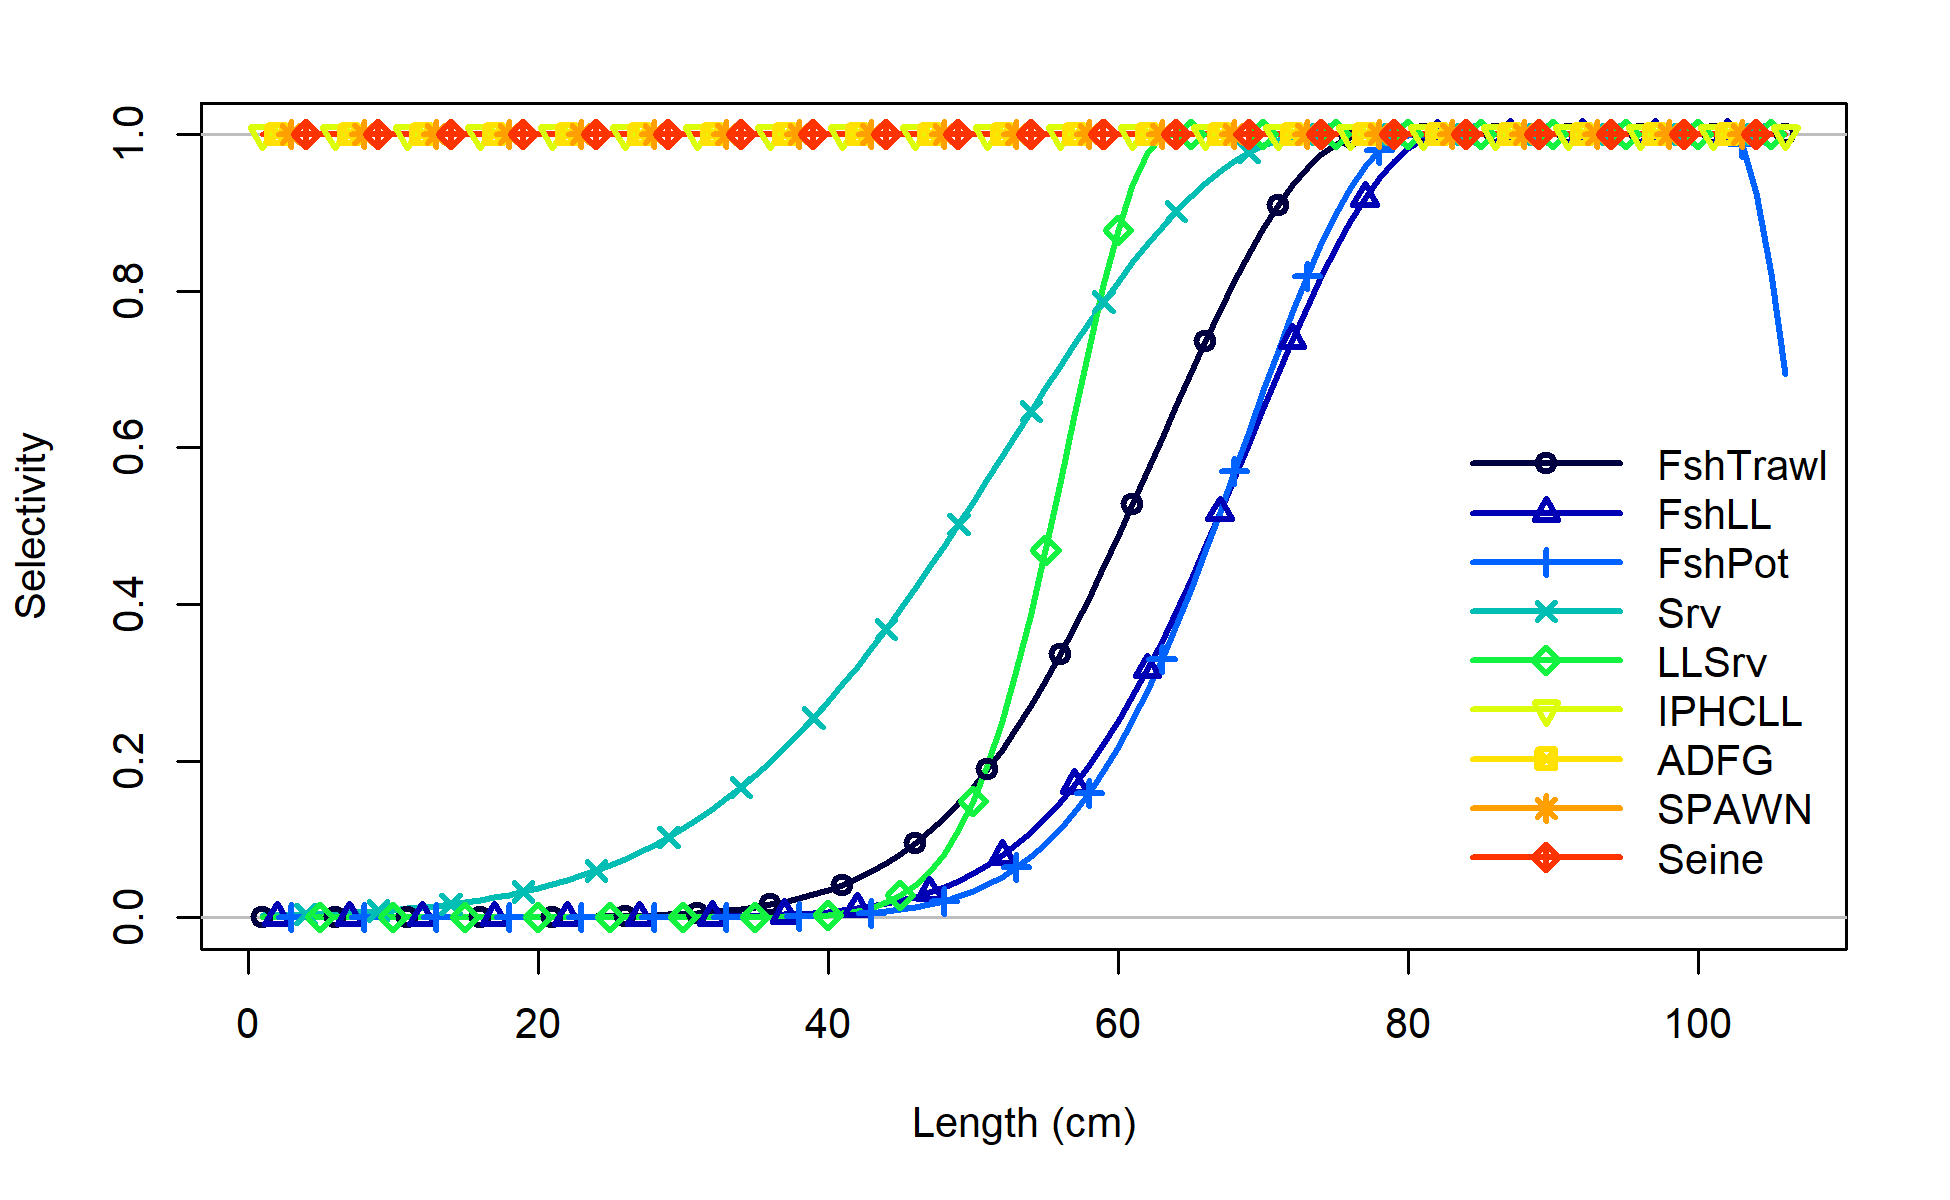 1.0
0.8
0.6
0.4
0.2
0.0
Selectivity
0 20 40 60 80 100
Length (cm)
FshTrawl
FshLL
FshPot
Srv
LLSrv
IPHCLL
ADFG
SPAWN
Seine